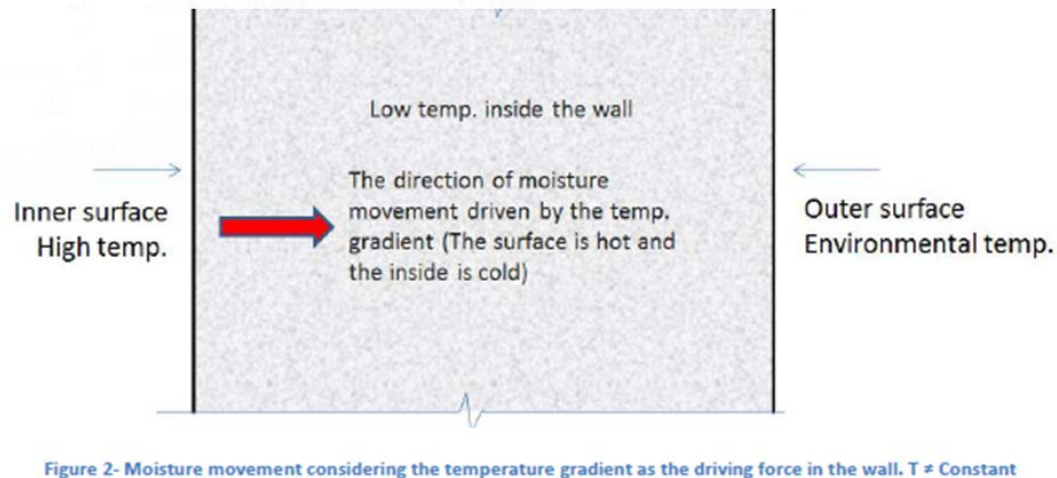 Low temp. inside the wall
The direction of moisture
movement driven by the temp.
gradient (The surface is hot and
the inside is cold)
Inner surface
High temp.
Outer surface
Environmental temp.
Figure 2- Moisture movement considering the temperature gradient as the driving force in the wall. T ≠ Constant